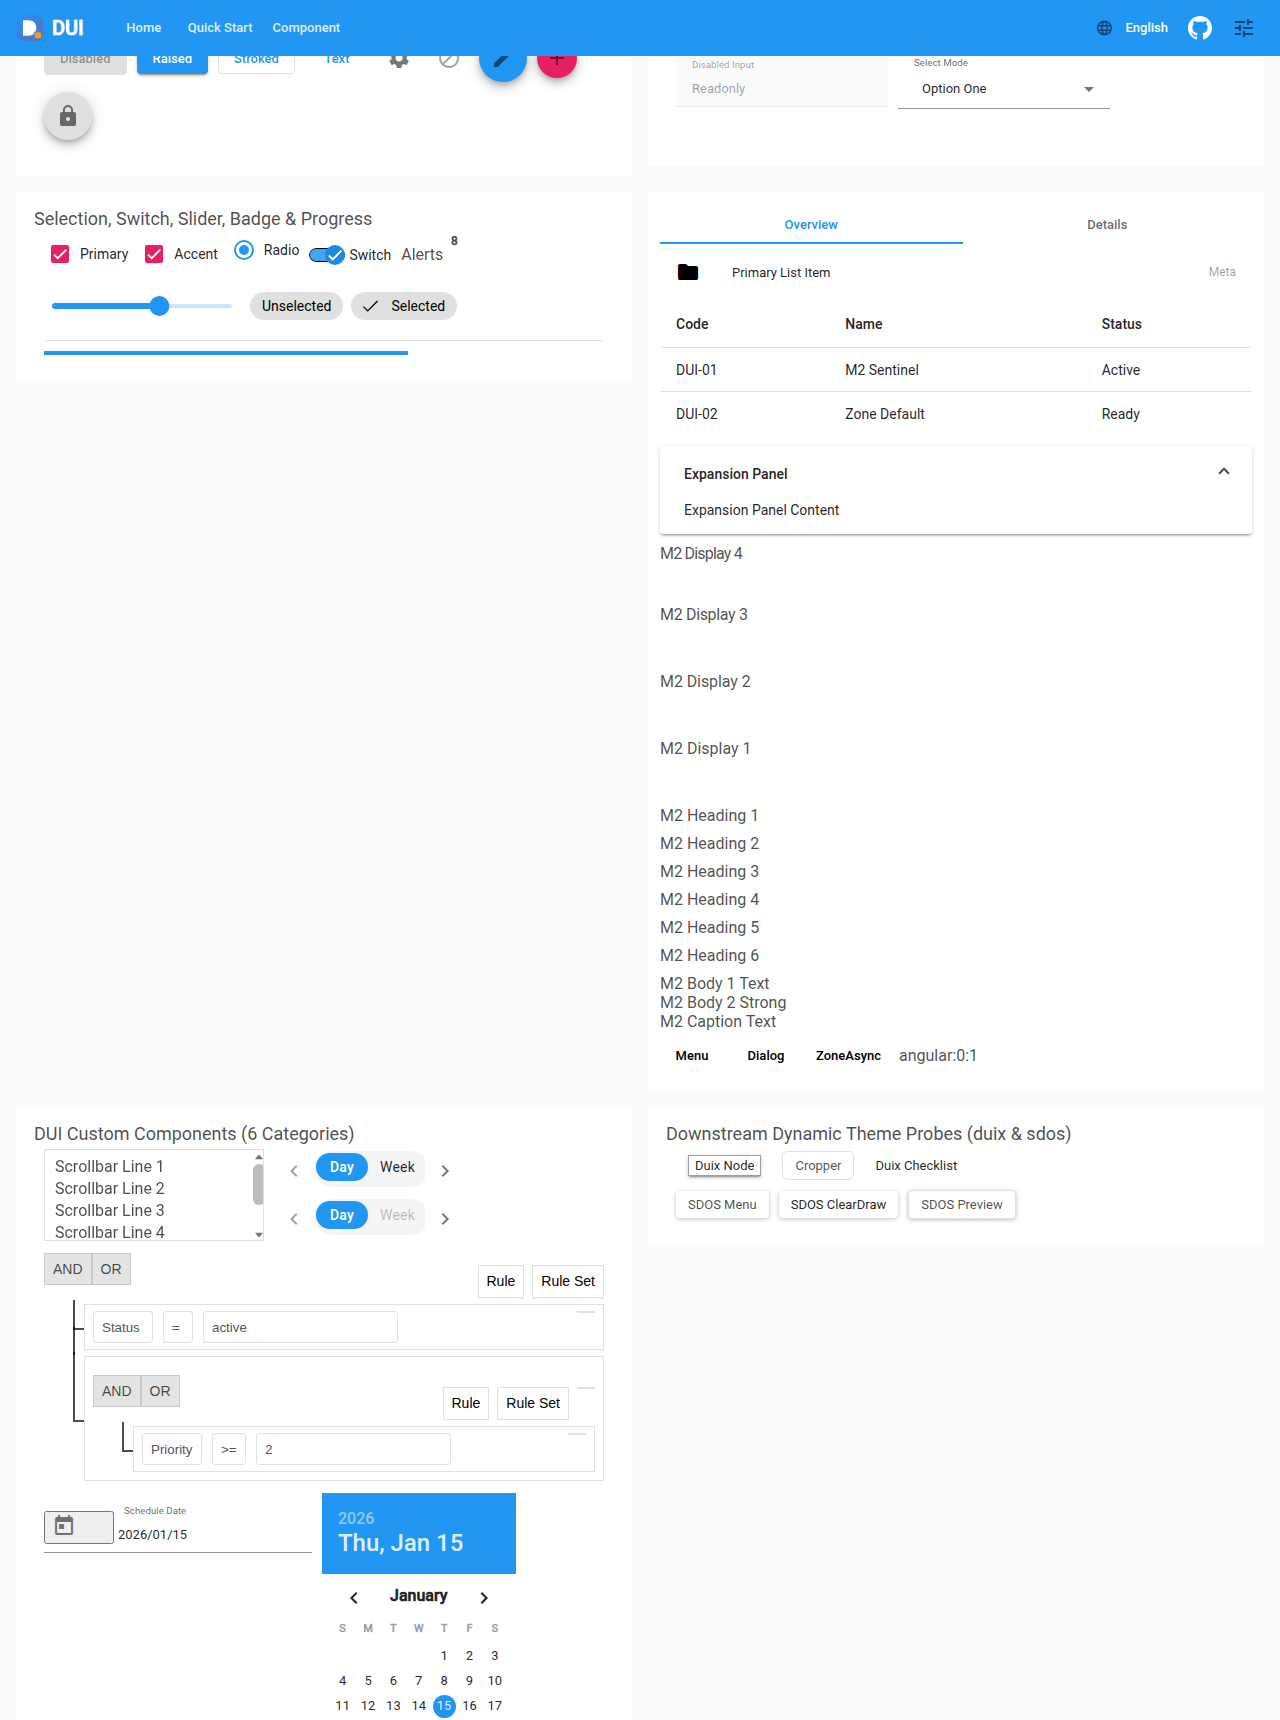 DUI Home Quick Start Component English
Disabled Raised Stroked Text
Disabled Input Select Mode
Readonly Option One
Selection, Switch, Slider, Badge & Progress
Primary Accent Radio Switch Alerts 8
Unselected Selected
Overview Details
Primary List Item Meta
Code Name Status
DUI-01 M2 Sentinel Active
DUI-02 Zone Default Ready
Expansion Panel
Expansion Panel Content
M2 Display 4
M2 Display 3
M2 Display 2
M2 Display 1
M2 Heading 1
M2 Heading 2
M2 Heading 3
M2 Heading 4
M2 Heading 5
M2 Heading 6
M2 Body 1 Text
M2 Body 2 Strong
M2 Caption Text
Menu Dialog ZoneAsync angular:0:1
DUI Custom Components (6 Categories)
Scrollbar Line 1
Scrollbar Line 2
Scrollbar Line 3
Scrollbar Line 4
Day Week
Day Week
AND OR Rule Rule Set
Status = active
AND OR Rule Rule Set
Priority >= 2
Schedule Date
2026/01/15
2026
Thu, Jan 15
January
S M T W T F S
1 2 3
4 5 6 7 8 9 10
11 12 13 14 15 16 17
Downstream Dynamic Theme Probes (duix & sdos)
Duix Node Cropper Duix Checklist
SDOS Menu SDOS ClearDraw SDOS Preview